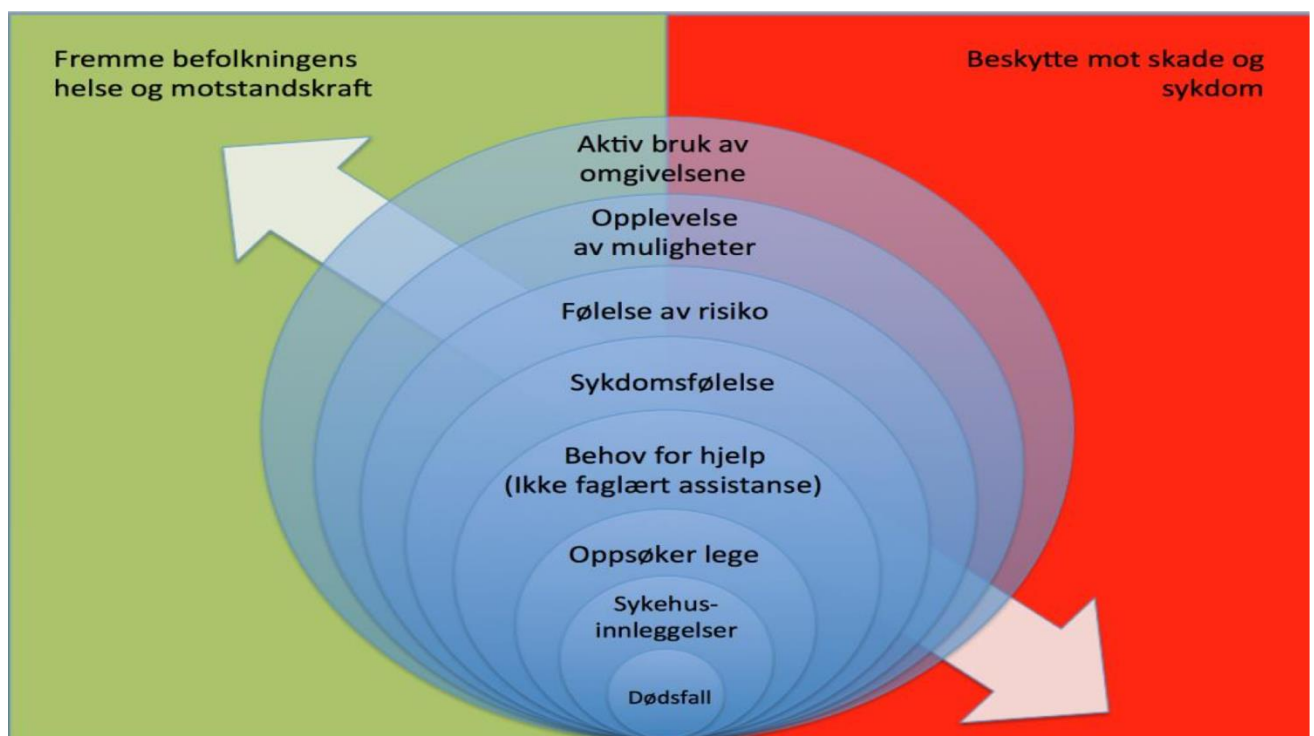 Fremme befolkningens
helse og motstandskraft
Beskytte mot skade og
sykdom
Aktiv bruk av
omgivelsene
Opplevelse
av muligheter
Følelse av risiko
Sykdomsfølelse
Behov for hjelp
(Ikke faglært assistanse)
Oppsøker lege
Sykehus-
innleggelser
Dødsfall